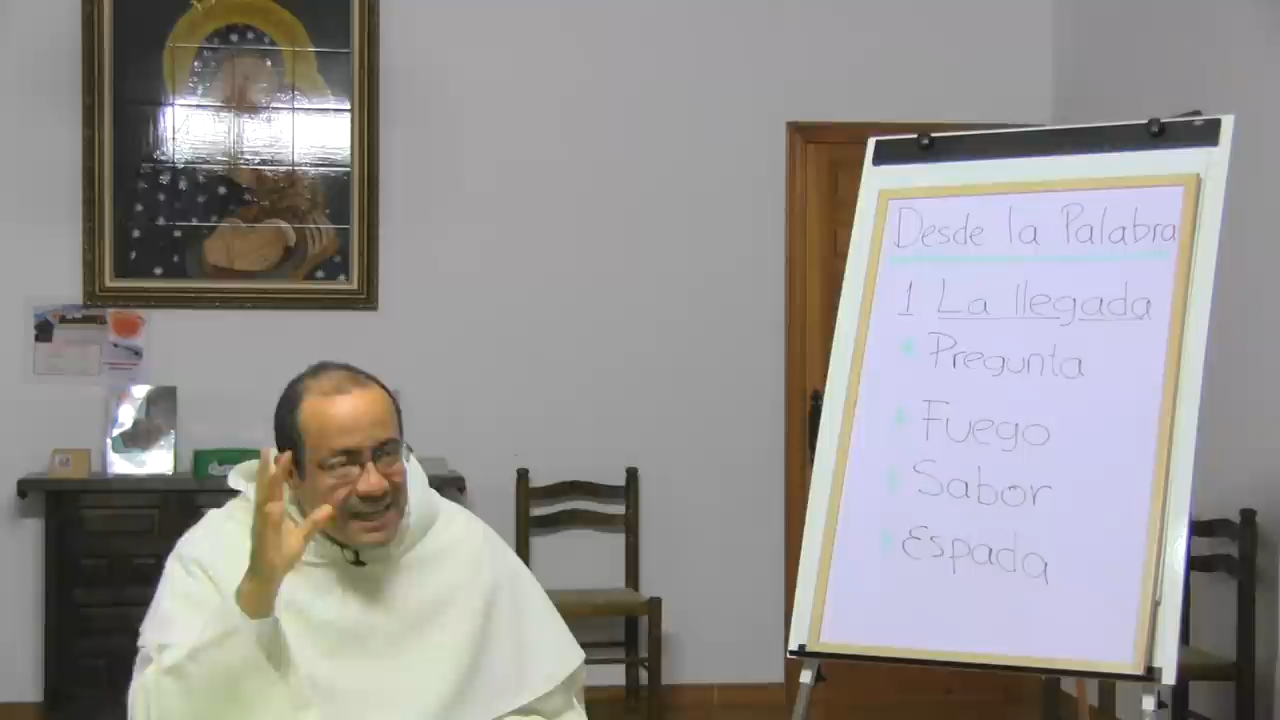 Desde la Palabra
1 La llegada
Pregunta
Fuego
Sabor
Espada